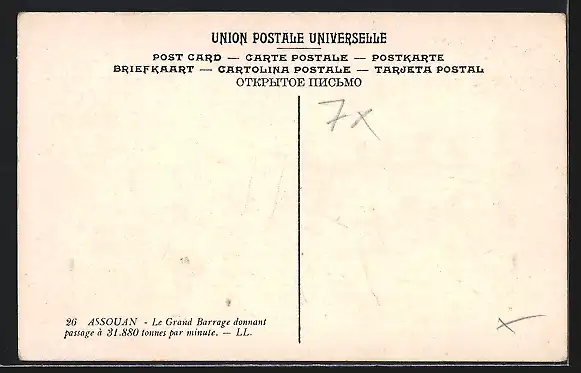 UNION POSTALE UNIVERSELLE
POST CARD — CARTE POSTALE — POSTKARTE
BRIEFKAART — CARTOLINA POSTALE — TARJETA POSTAL
ОТКРЫТОЕ ПИСЬМО
7x
26 ASSOUAN - Le Grand Barrage donnant
passage à 31.880 tonnes par minute. — LL.